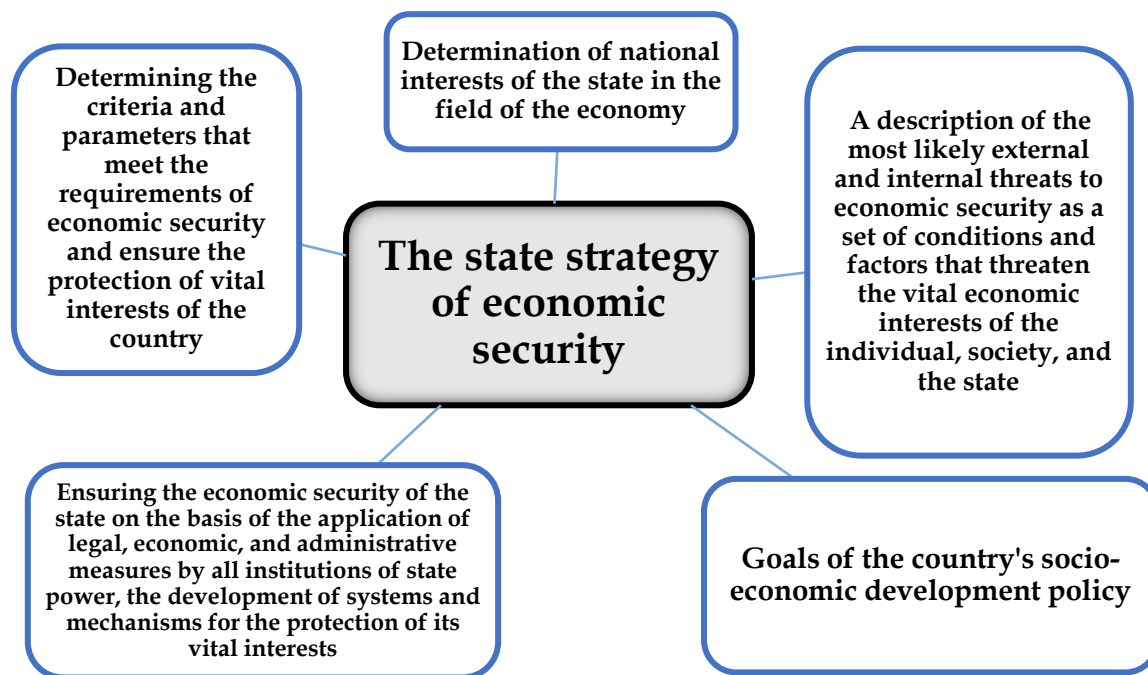 Determination of national
interests of the state in the
field of the economy
Determining the
criteria and
parameters that
meet the
requirements of
economic security
and ensure the
protection of vital
interests of the
country
A description of the
most likely external
and internal threats to
economic security as a
set of conditions and
factors that threaten
the vital economic
interests of the
individual, society, and
the state
The state strategy
of economic
security
Ensuring the economic security of the
state on the basis of the application of
legal, economic, and administrative
measures by all institutions of state
power, the development of systems and
mechanisms for the protection of its
vital interests
Goals of the country's socio-
economic development policy